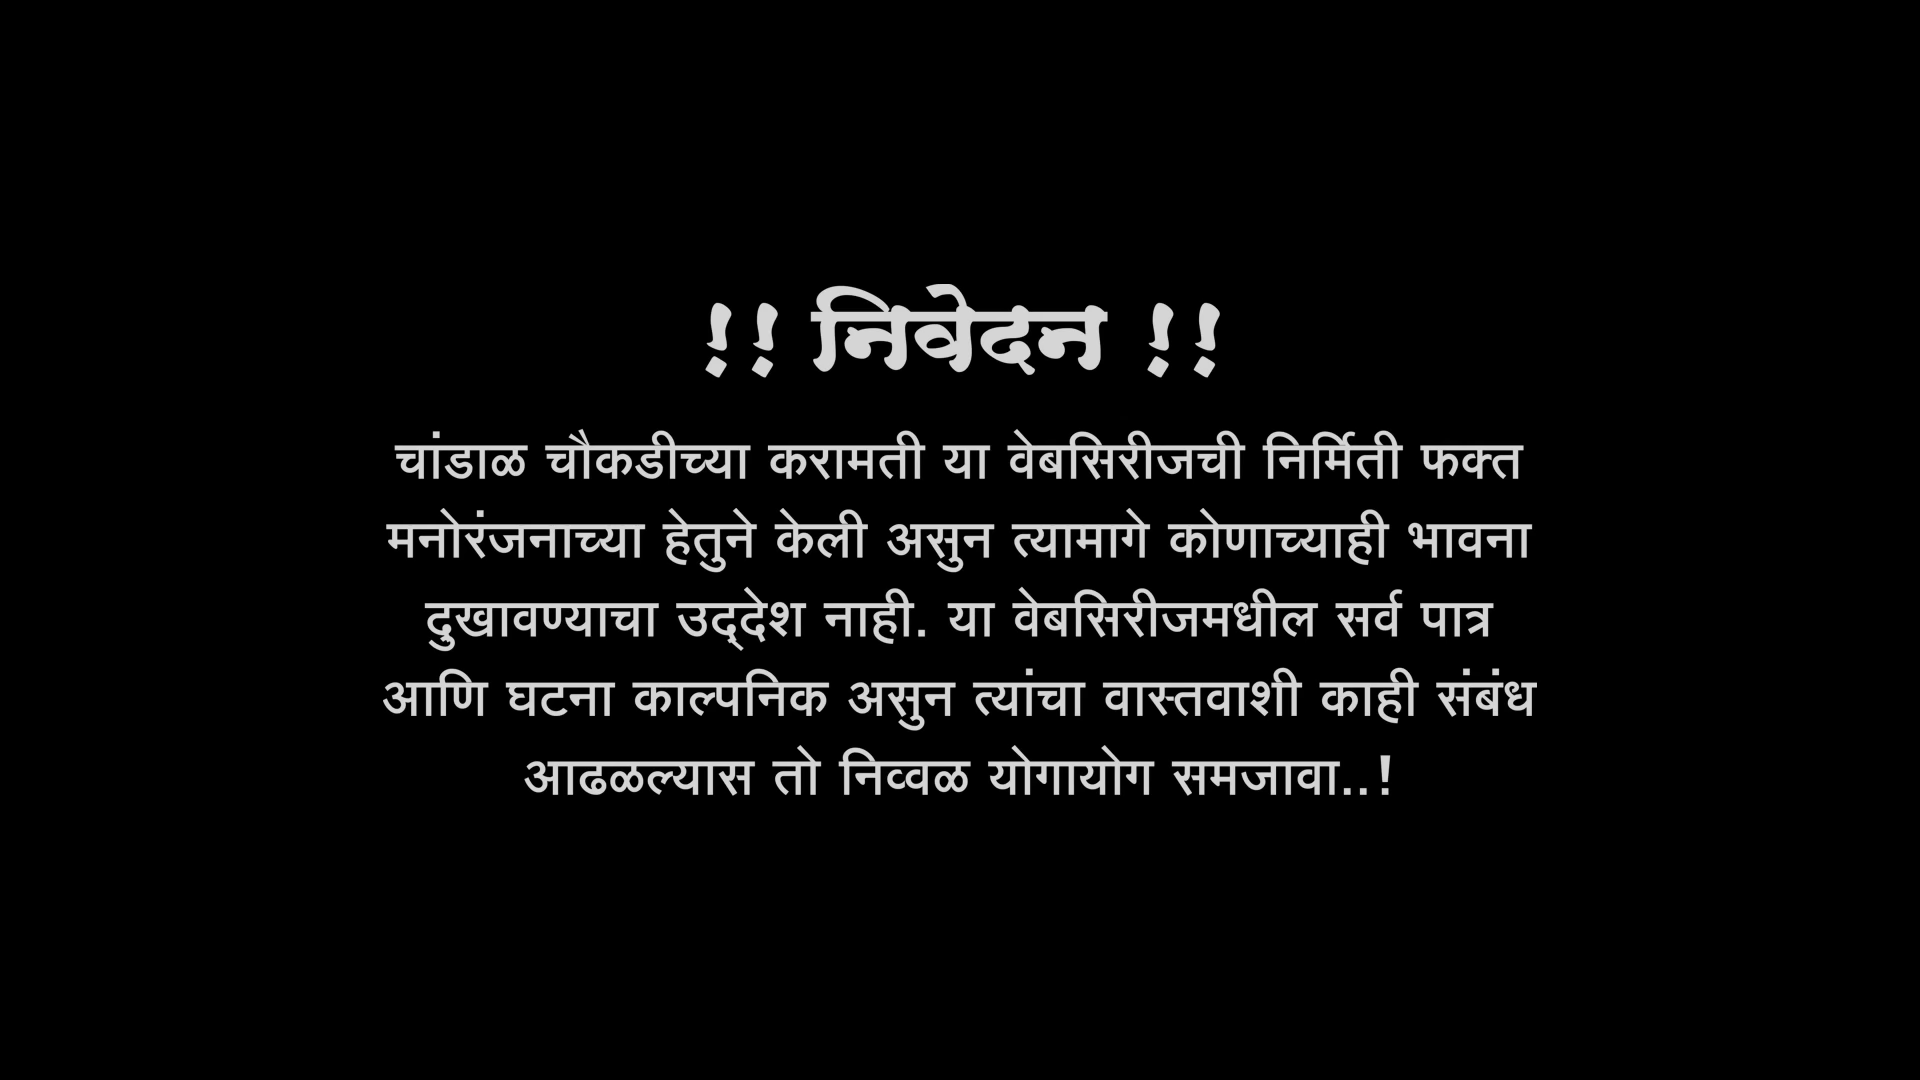 !! निवेदन !!
चांडाळ चौकडीच्या करामती या वेबसिरीजची निर्मिती फक्त
मनोरंजनाच्या हेतुने केली असुन त्यामागे कोणाच्याही भावना
दुखावण्याचा उद्‌देश नाही. या वेबसिरीजमधील सर्व पात्र
आणि घटना काल्पनिक असुन त्यांचा वास्तवाशी काही संबंध
आढळल्यास तो निव्वळ योगायोग समजावा..!